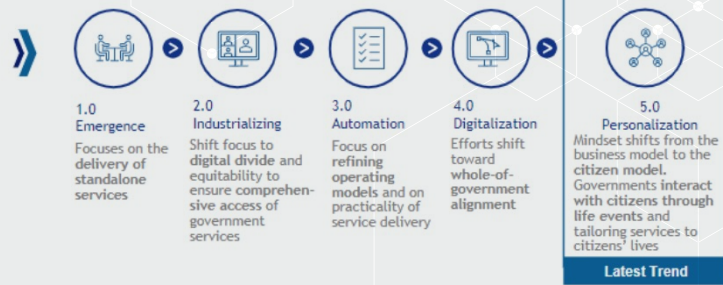 1.0
Emergence
Focuses on the
delivery of
standalone
services
2.0
Industrializing
Shift focus to
digital divide and
equitability to
ensure comprehen-
sive access of
government
services
3.0
Automation
Focus on
refining
operating
models and on
practicality of
service delivery
4.0
Digitalization
Efforts shift
toward
whole-of-
government
alignment
5.0
Personalization
Mindset shifts from the
business model to the
citizen model.
Governments interact
with citizens through
life events and
tailoring services to
citizens' lives
Latest Trend